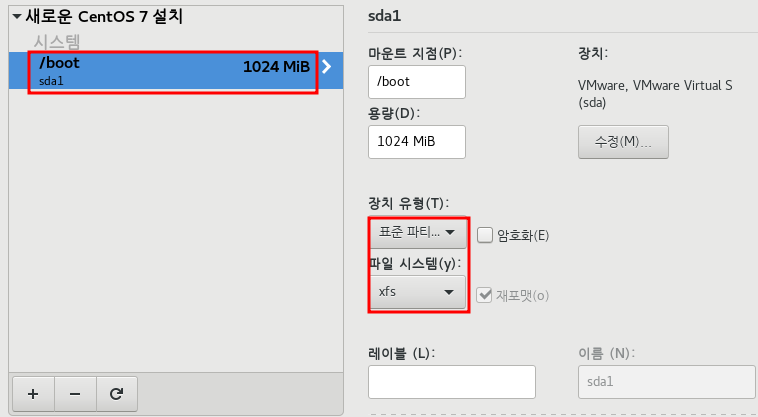 새로운 CentOS 7 설치
시스템
/boot
1024 MiB
sda1
sda1
마운트 지점(P):
/boot
장치:
VMware, VMware Virtual S
(sda)
용량(D):
1024 MiB
수정(M)...
장치 유형(T):
표준 파티...
암호화(E)
파일 시스템(y):
xfs
재포맷(o)
레이블 (L):
이름 (N):
sda1